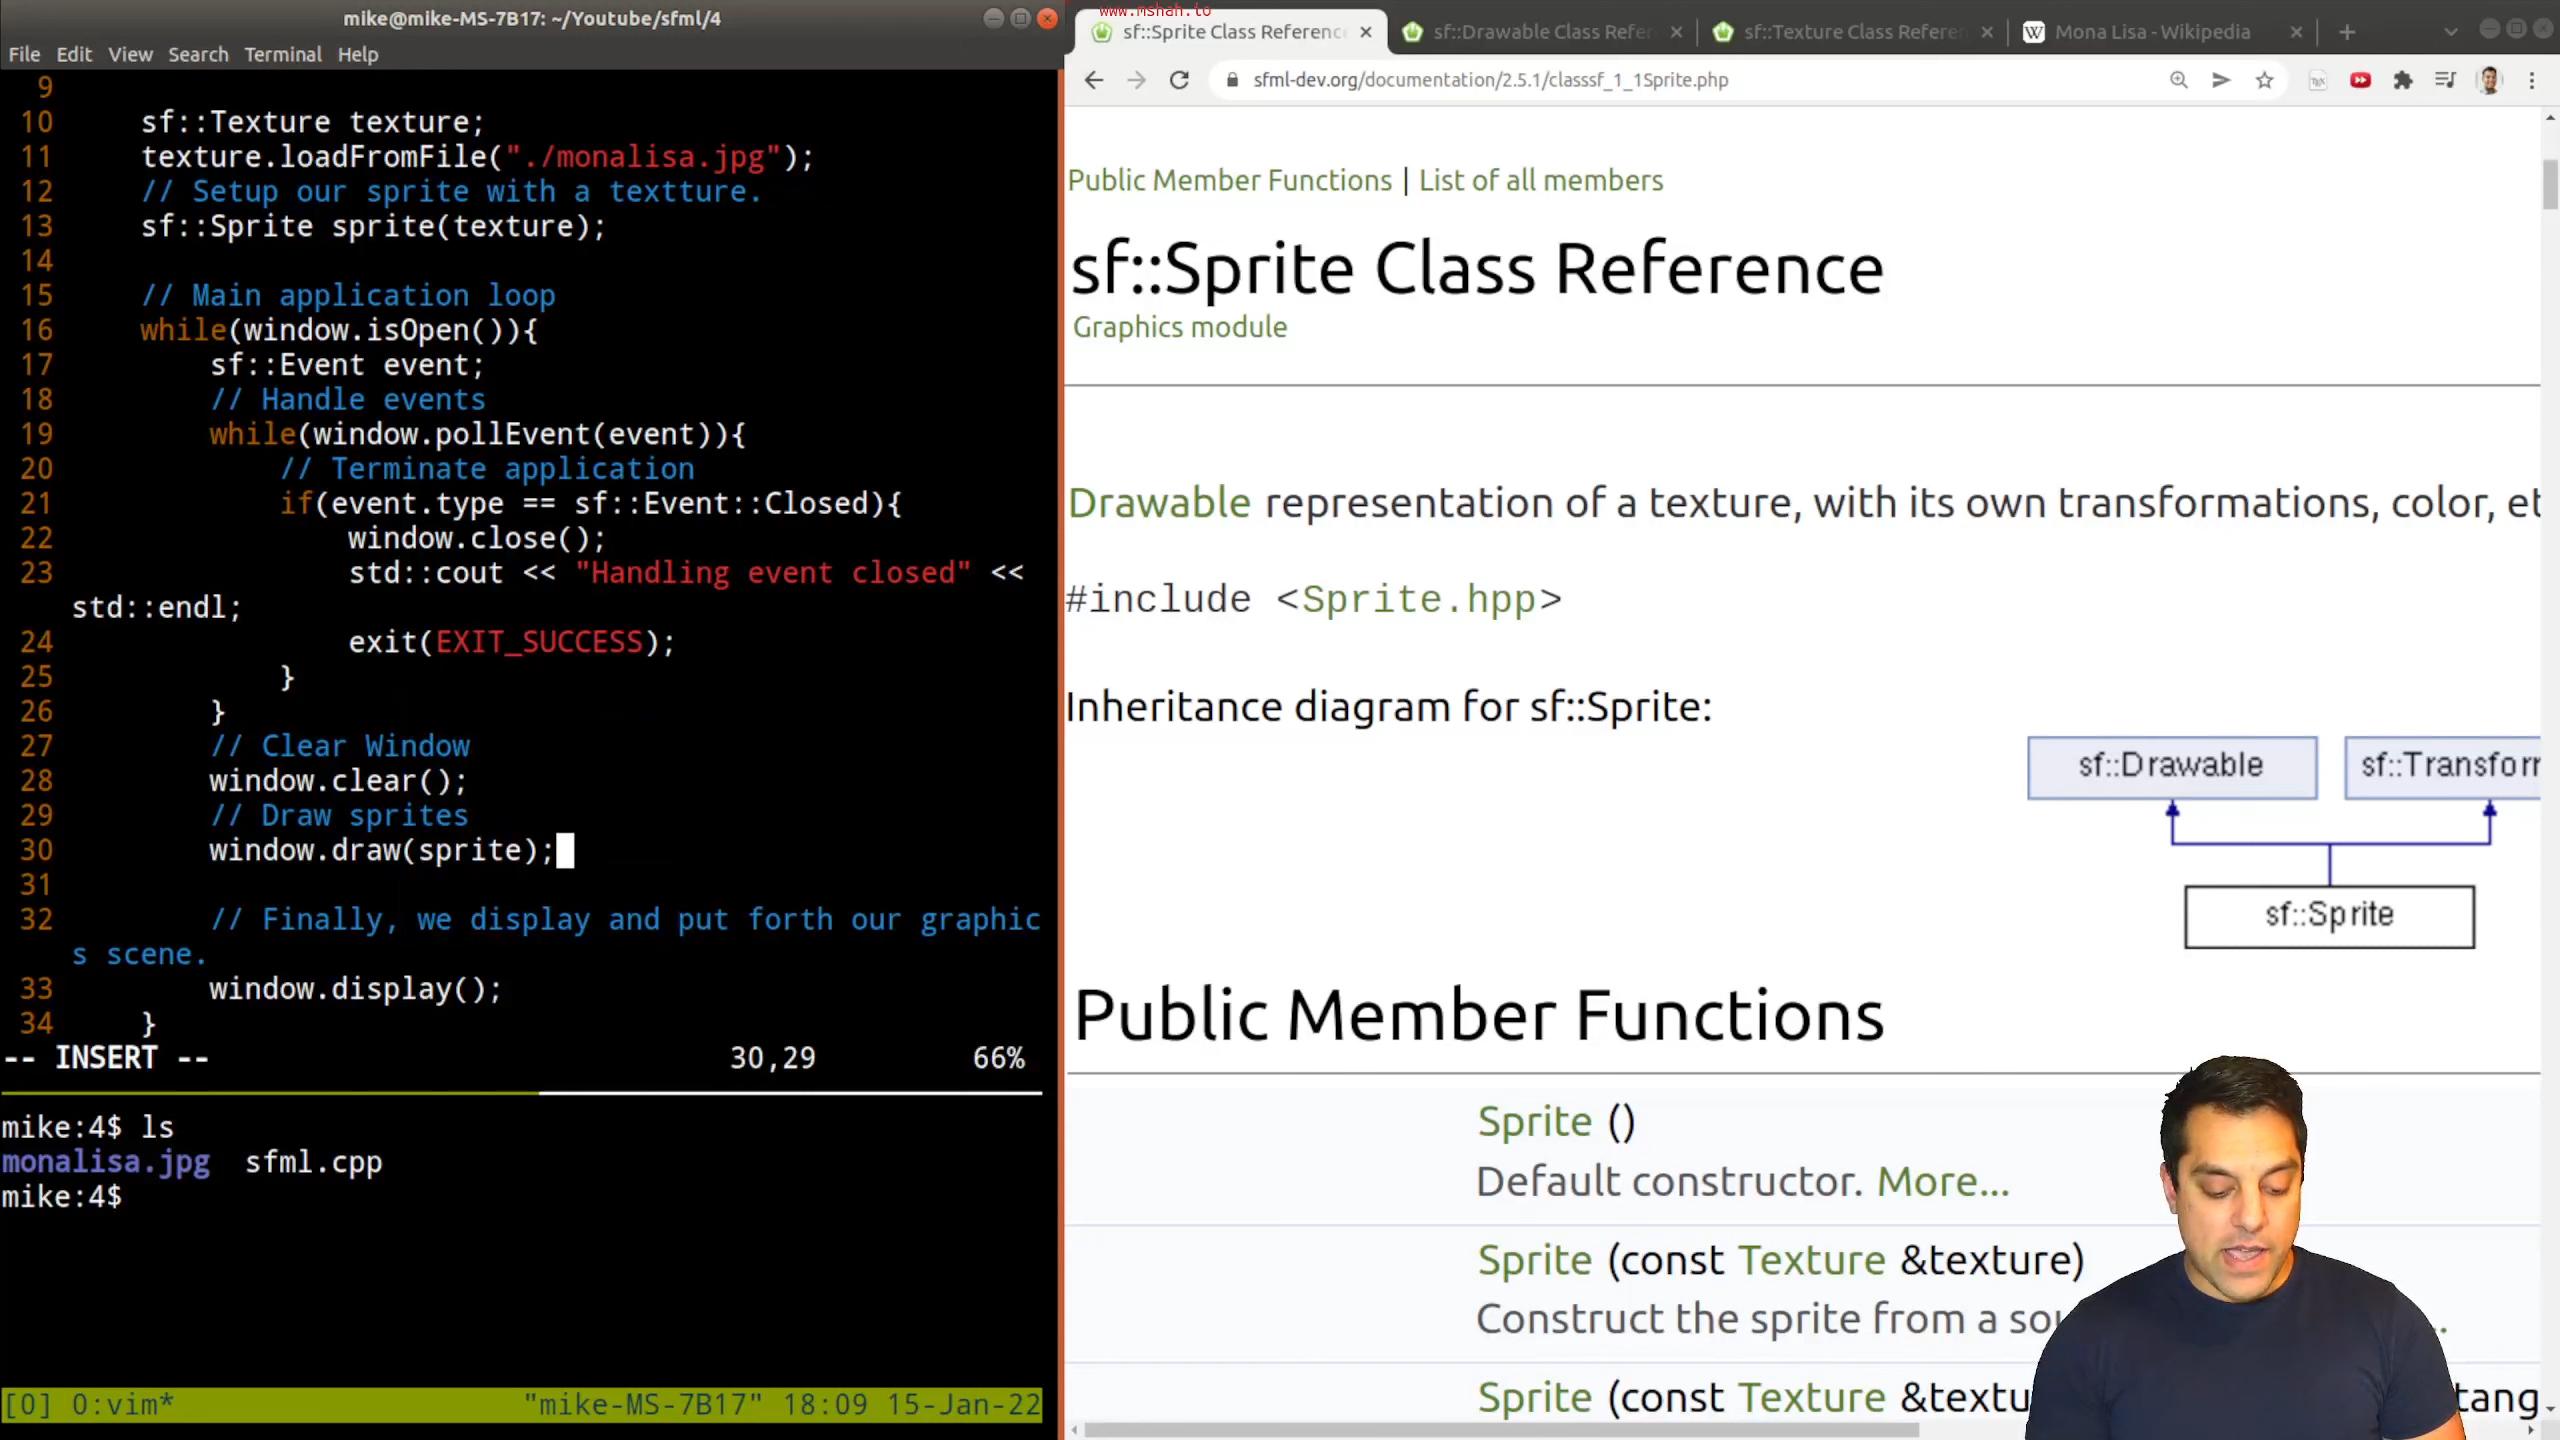 mike@mike-MS-7B17: ~/Youtube/sfml/4
File Edit View Search Terminal Help
9
10 sf::Texture texture;
11 texture.loadFromFile("./monalisa.jpg");
12 // Setup our sprite with a textture.
13 sf::Sprite sprite(texture);
14
15 // Main application loop
16 while(window.isOpen()){
17 sf::Event event;
18 // Handle events
19 while(window.pollEvent(event)){
20 // Terminate application
21 if(event.type == sf::Event::Closed){
22 window.close();
23 std::cout << "Handling event closed" <<
std::endl;
24 exit(EXIT_SUCCESS);
25 }
26 }
27 // Clear Window
28 window.clear();
29 // Draw sprites
30 window.draw(sprite);
31
32 // Finally, we display and put forth our graphic
s scene.
33 window.display();
34 }
-- INSERT -- 30,29 66%
mike:4$ ls
monalisa.jpg sfml.cpp
mike:4$
[0] 0:vim* "mike-MS-7B17" 18:09 15-Jan-22
www.mshah.io
sf::Sprite Class Referenc
sf::Drawable Class Refer
sf::Texture Class Referen
Mona Lisa - Wikipedia
sfml-dev.org/documentation/2.5.1/classsf_1_1Sprite.php
Public Member Functions | List of all members
sf::Sprite Class Reference
Graphics module
Drawable representation of a texture, with its own transformations, color, et
#include <Sprite.hpp>
Inheritance diagram for sf::Sprite:
sf::Drawable sf::Transfor
sf::Sprite
Public Member Functions
Sprite ()
Default constructor. More...
Sprite (const Texture &texture)
Construct the sprite from a sou
Sprite (const Texture &textu
tang